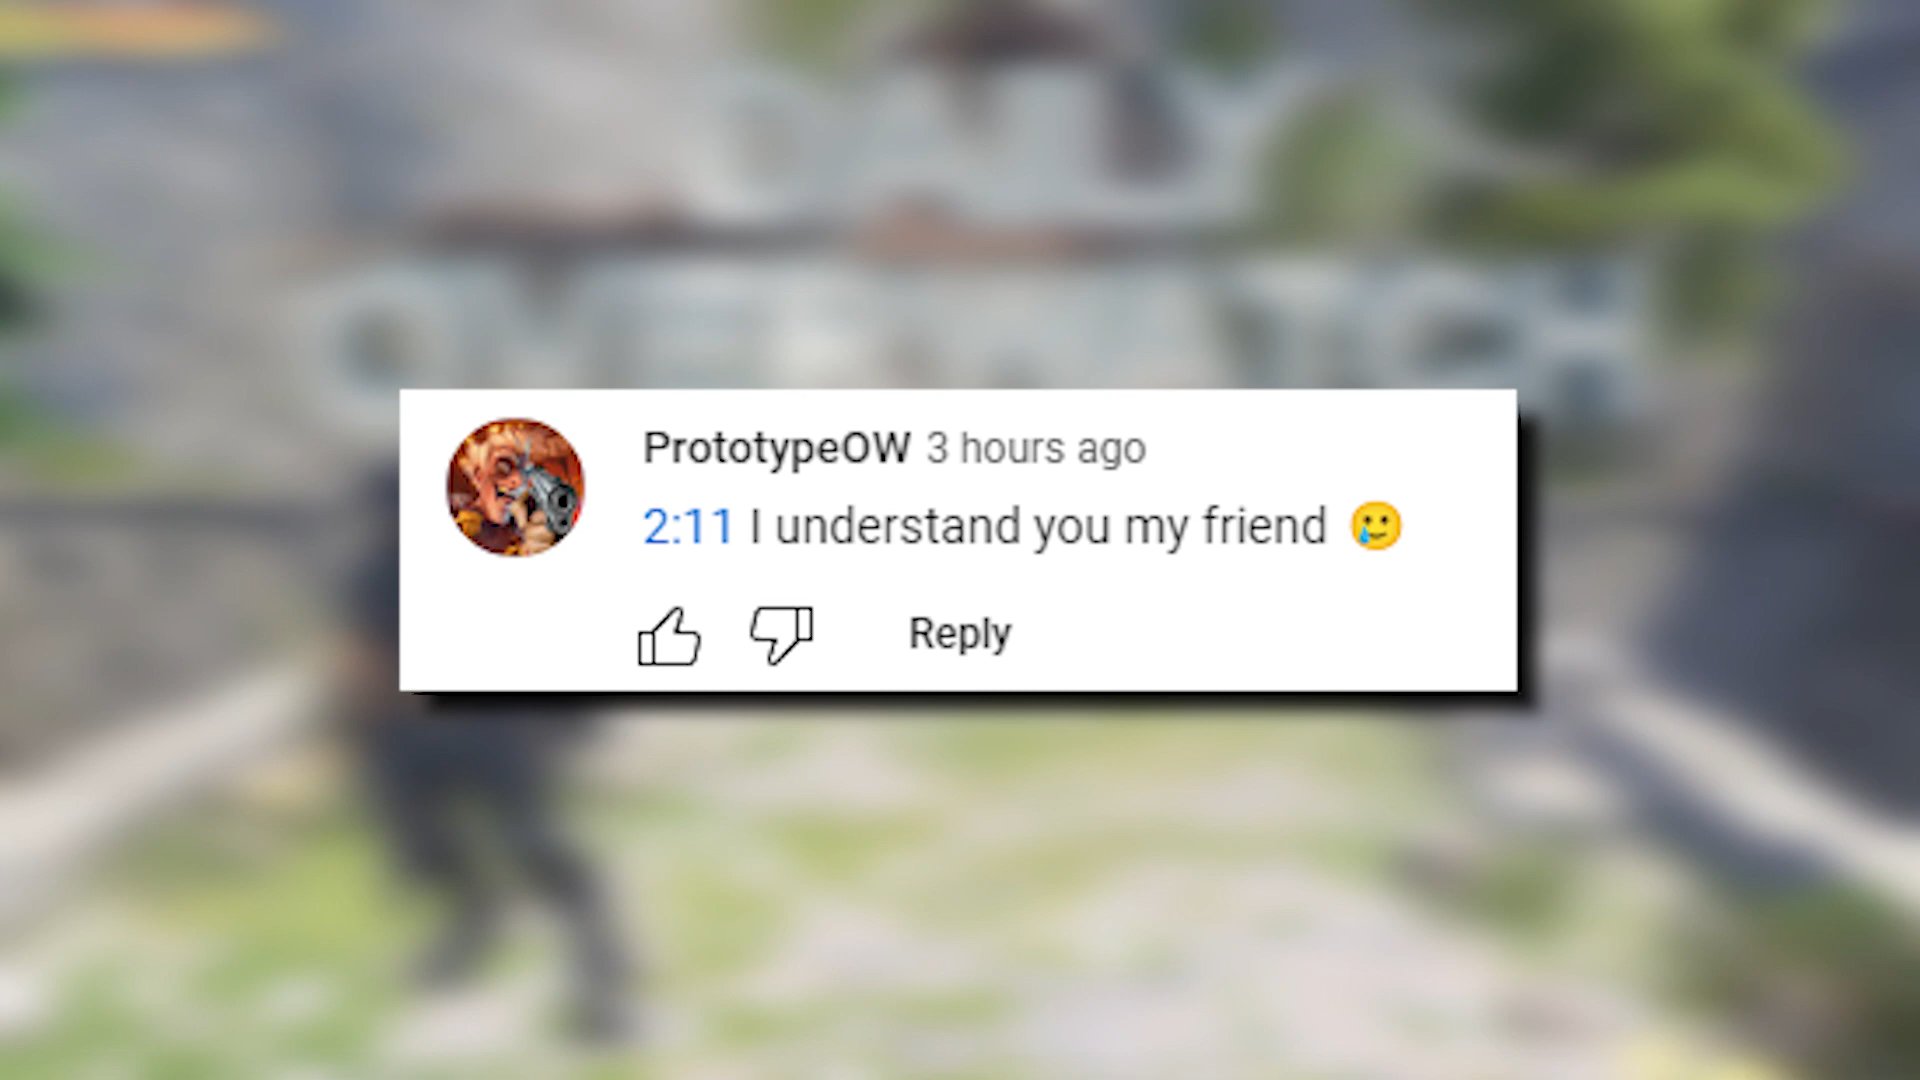 PrototypeOW 3 hours ago
2:11 I understand you my friend 🥲
Reply